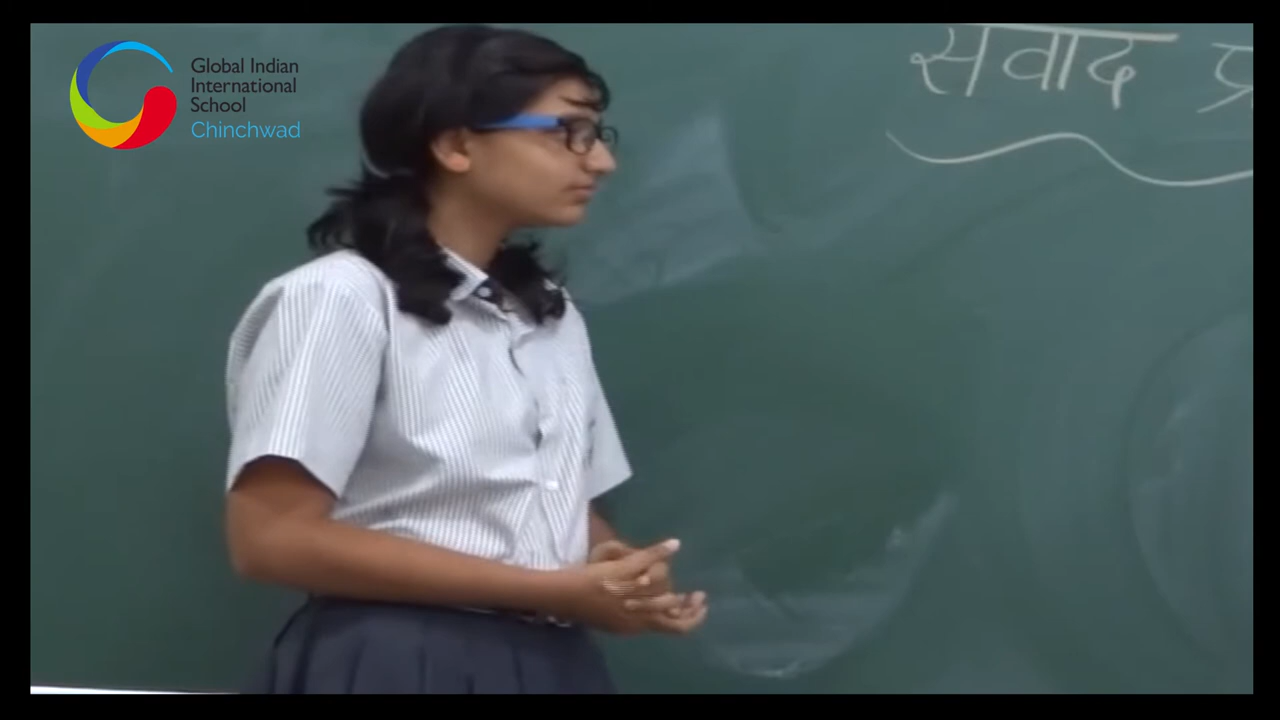 Global Indian
International
School
Chinchwad
संवाद प्र